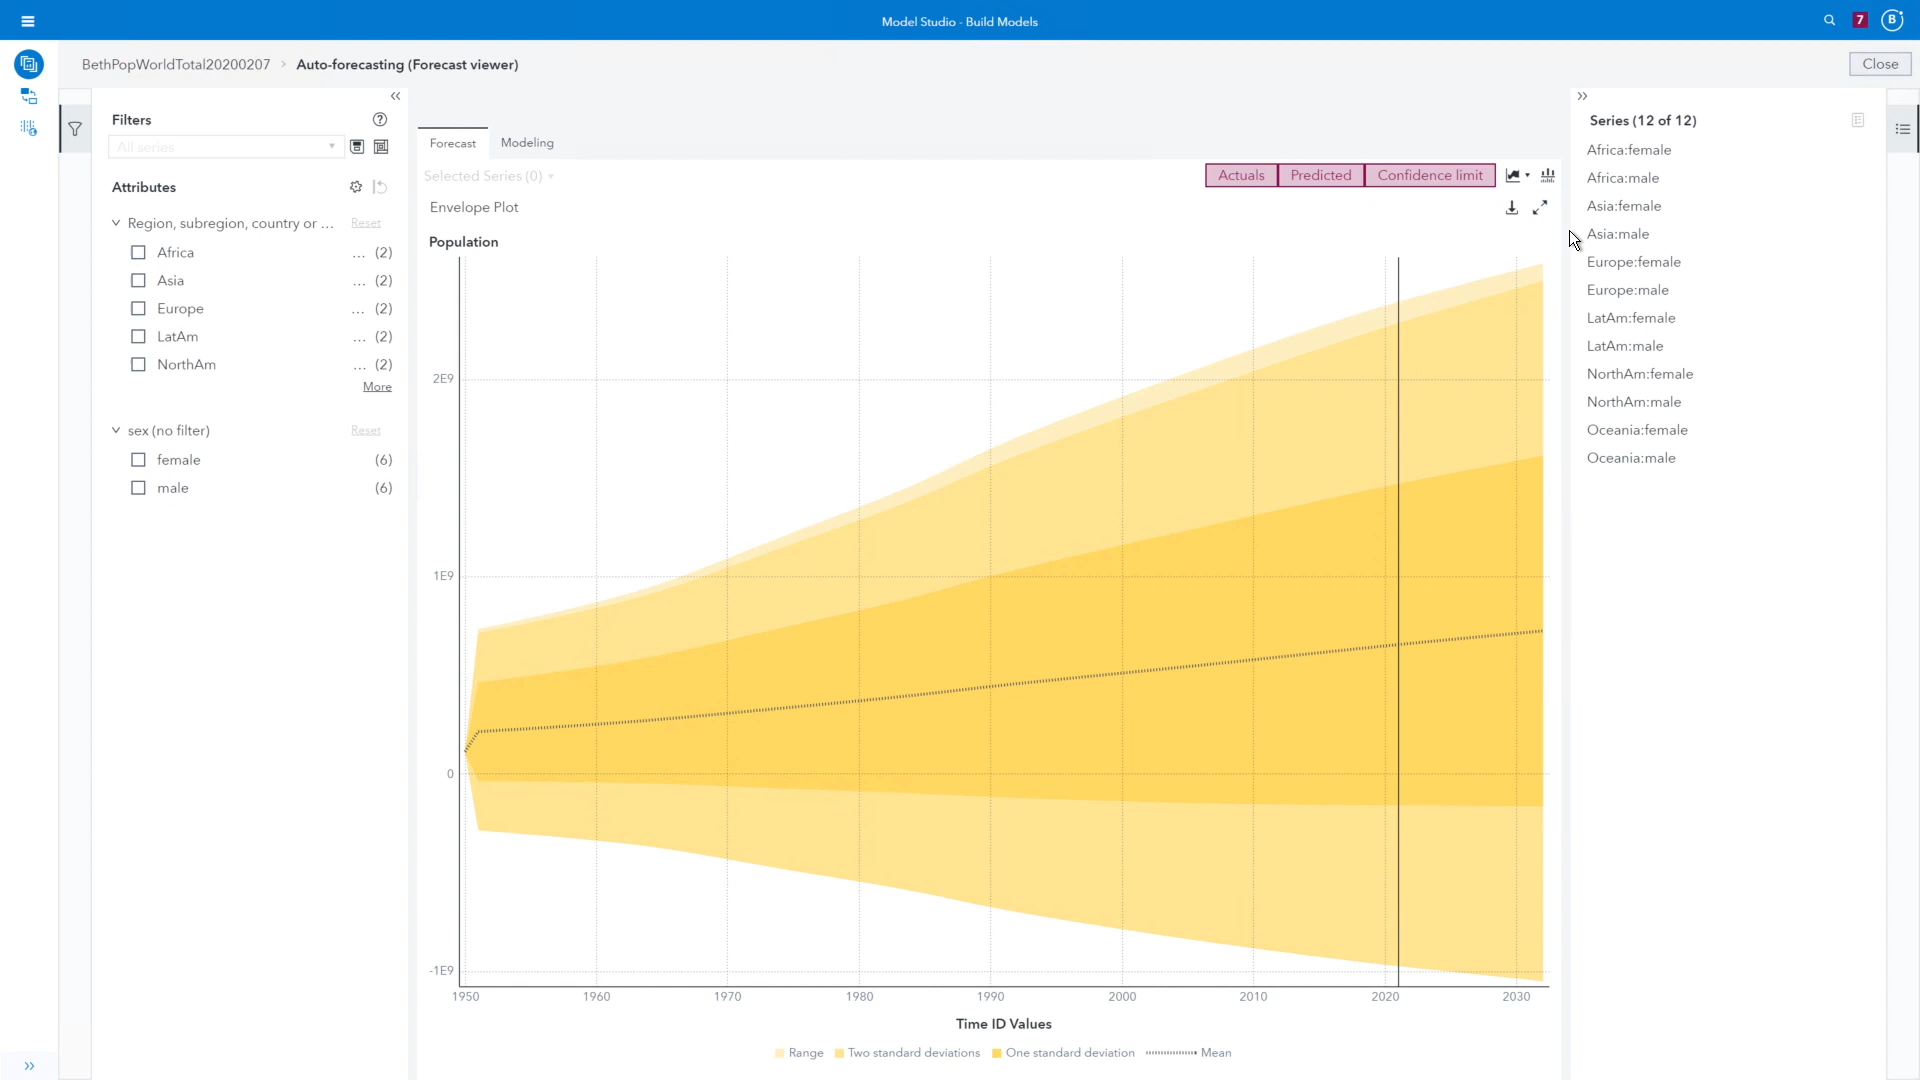 Model Studio - Build Models
7
B
BethPopWorldTotal20200207 > Auto-forecasting (Forecast viewer)
Close
Filters
All series
Attributes
Region, subregion, country or ... Reset
Africa ... (2)
Asia ... (2)
Europe ... (2)
LatAm ... (2)
NorthAm ... (2)
More
sex (no filter) Reset
female (6)
male (6)
Forecast Modeling
Selected Series (0)
Actuals Predicted Confidence limit
Envelope Plot
Population
2E9
1E9
0
-1E9
1950 1960 1970 1980 1990 2000 2010 2020 2030
Time ID Values
Range Two standard deviations One standard deviation Mean
Series (12 of 12)
Africa:female
Africa:male
Asia:female
Asia:male
Europe:female
Europe:male
LatAm:female
LatAm:male
NorthAm:female
NorthAm:male
Oceania:female
Oceania:male